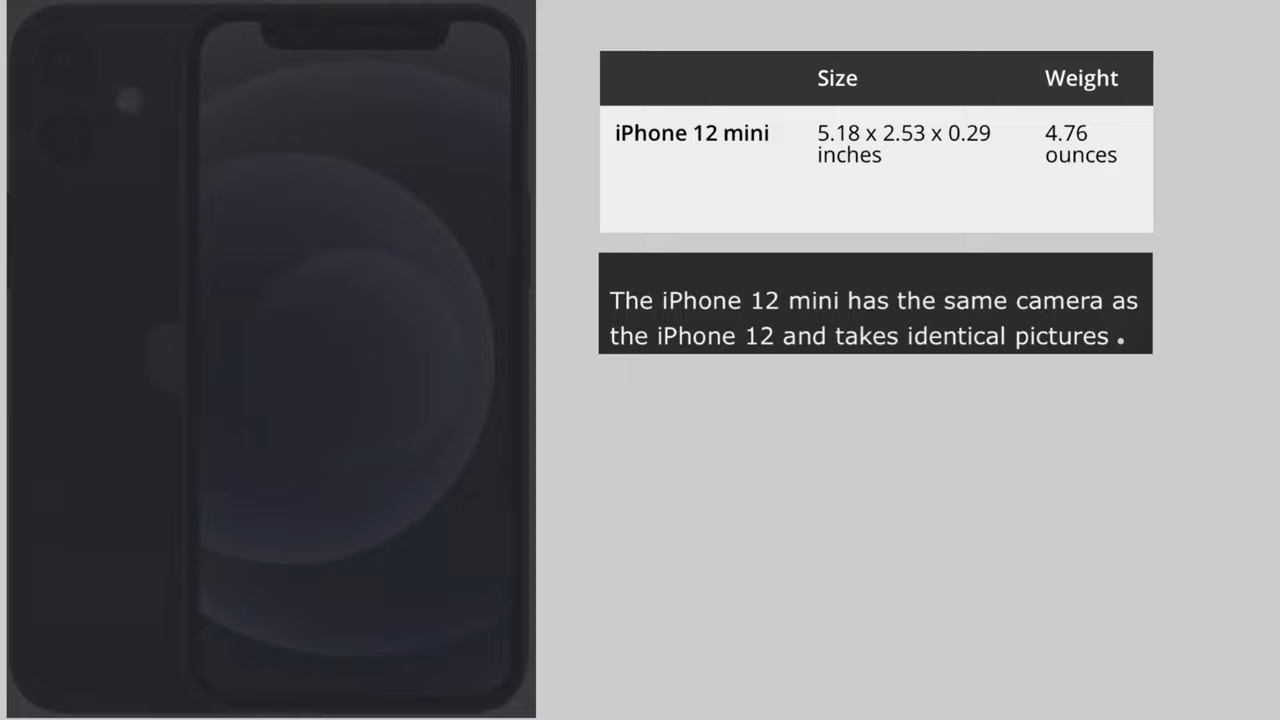 Size Weight
iPhone 12 mini 5.18 x 2.53 x 0.29 4.76
inches ounces
The iPhone 12 mini has the same camera as
the iPhone 12 and takes identical pictures .